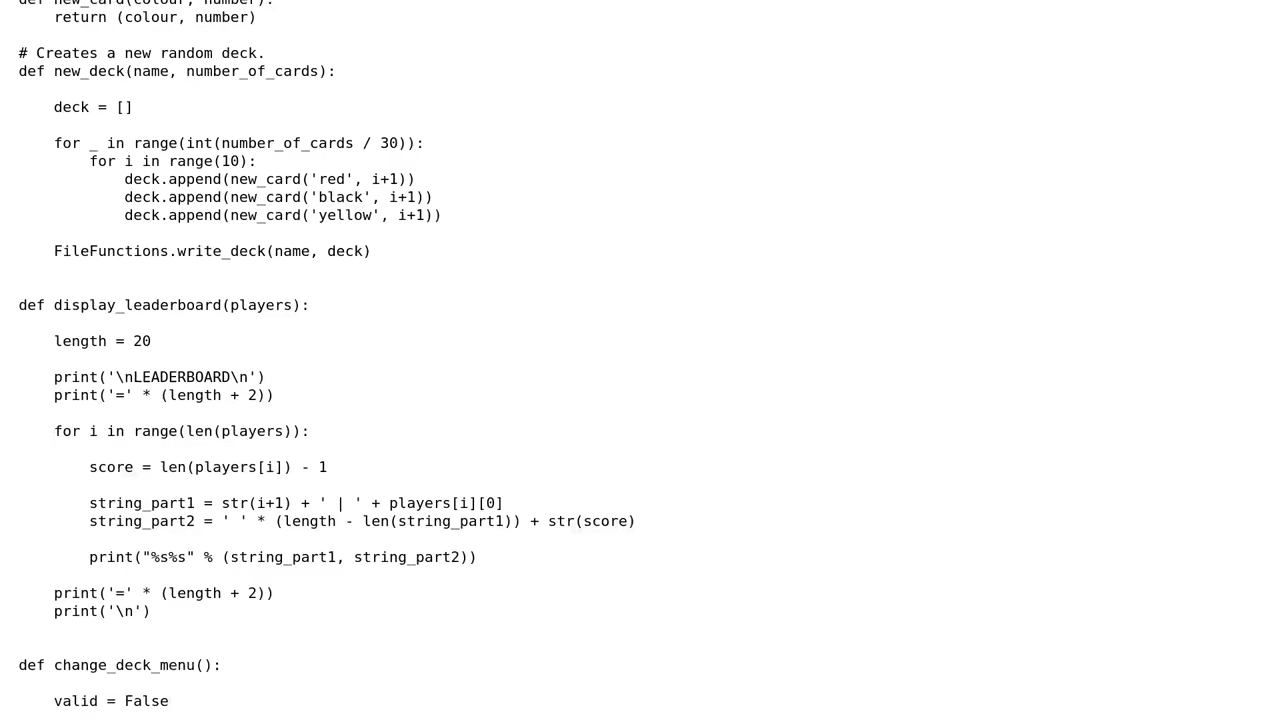 def new_card(colour, number):
    return (colour, number)

# Creates a new random deck.
def new_deck(name, number_of_cards):

    deck = []

    for _ in range(int(number_of_cards / 30)):
        for i in range(10):
            deck.append(new_card('red', i+1))
            deck.append(new_card('black', i+1))
            deck.append(new_card('yellow', i+1))

    FileFunctions.write_deck(name, deck)


def display_leaderboard(players):

    length = 20

    print('\nLEADERBOARD\n')
    print('=' * (length + 2))

    for i in range(len(players)):

        score = len(players[i]) - 1

        string_part1 = str(i+1) + ' | ' + players[i][0]
        string_part2 = ' ' * (length - len(string_part1)) + str(score)

        print("%s%s" % (string_part1, string_part2))

    print('=' * (length + 2))
    print('\n')


def change_deck_menu():

    valid = False